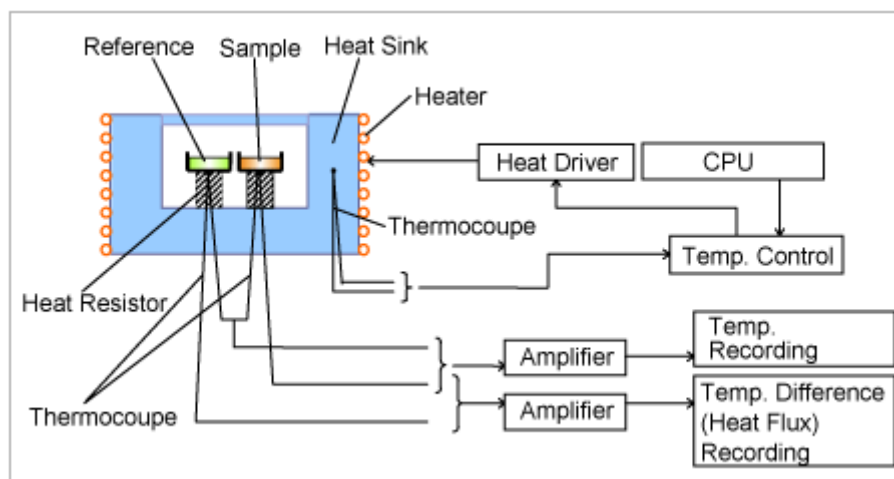 Reference
Sample
Heat Sink
Heater
Heat Driver
CPU
Thermocoupe
Temp. Control
Heat Resistor
Temp.
Recording
Amplifier
Temp. Difference
(Heat Flux)
Recording
Amplifier
Thermocoupe